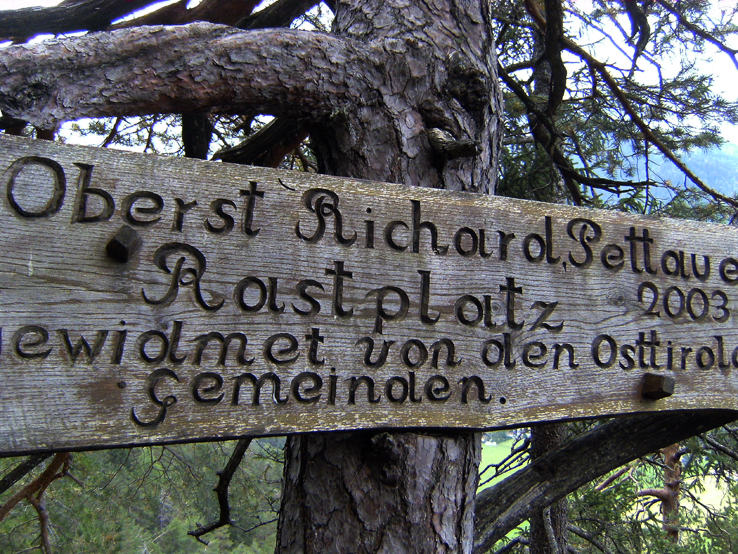 Oberst Richard Pettaue
Rastplatz 2003
ewidmet von den Osttirol
Gemeinden.